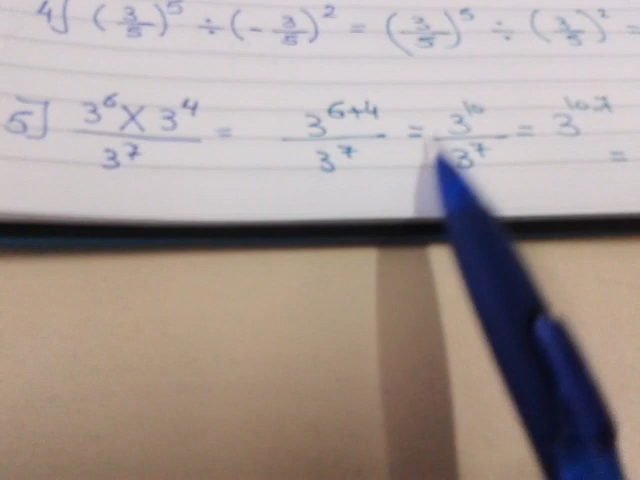 4] (3/5)^5 ÷ (-3/5)^2 = (3/5)^5 ÷ (3/5)^2 =
5] (3^6 X 3^4)/3^7 = 3^(6+4)/3^7 = 3^10/3^7 = 3^(10-7)
=